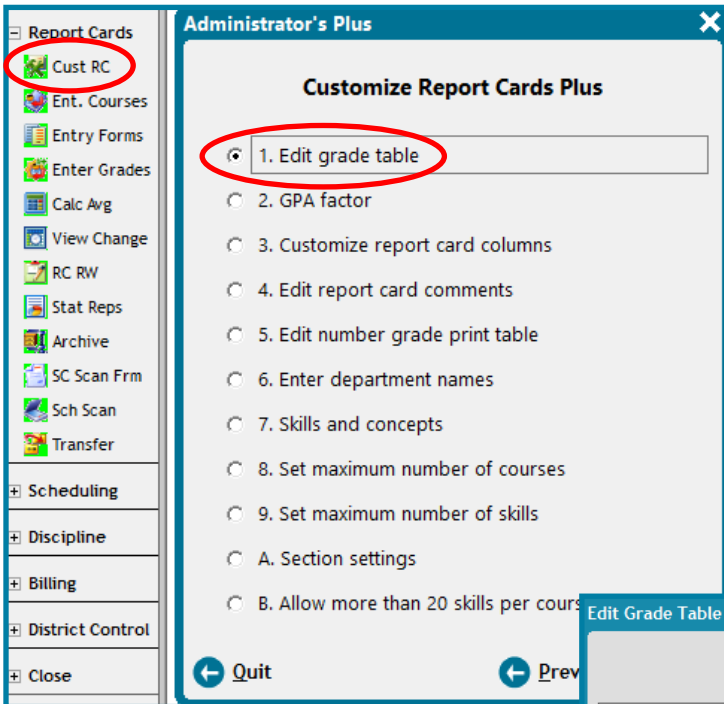 Report Cards
Cust RC
Ent. Courses
Entry Forms
Enter Grades
Calc Avg
View Change
RC RW
Stat Reps
Archive
SC Scan Frm
Sch Scan
Transfer
Scheduling
Discipline
Billing
District Control
Close
Administrator's Plus
Customize Report Cards Plus
1. Edit grade table
2. GPA factor
3. Customize report card columns
4. Edit report card comments
5. Edit number grade print table
6. Enter department names
7. Skills and concepts
8. Set maximum number of courses
9. Set maximum number of skills
A. Section settings
B. Allow more than 20 skills per cours
Quit
Prev
Edit Grade Table